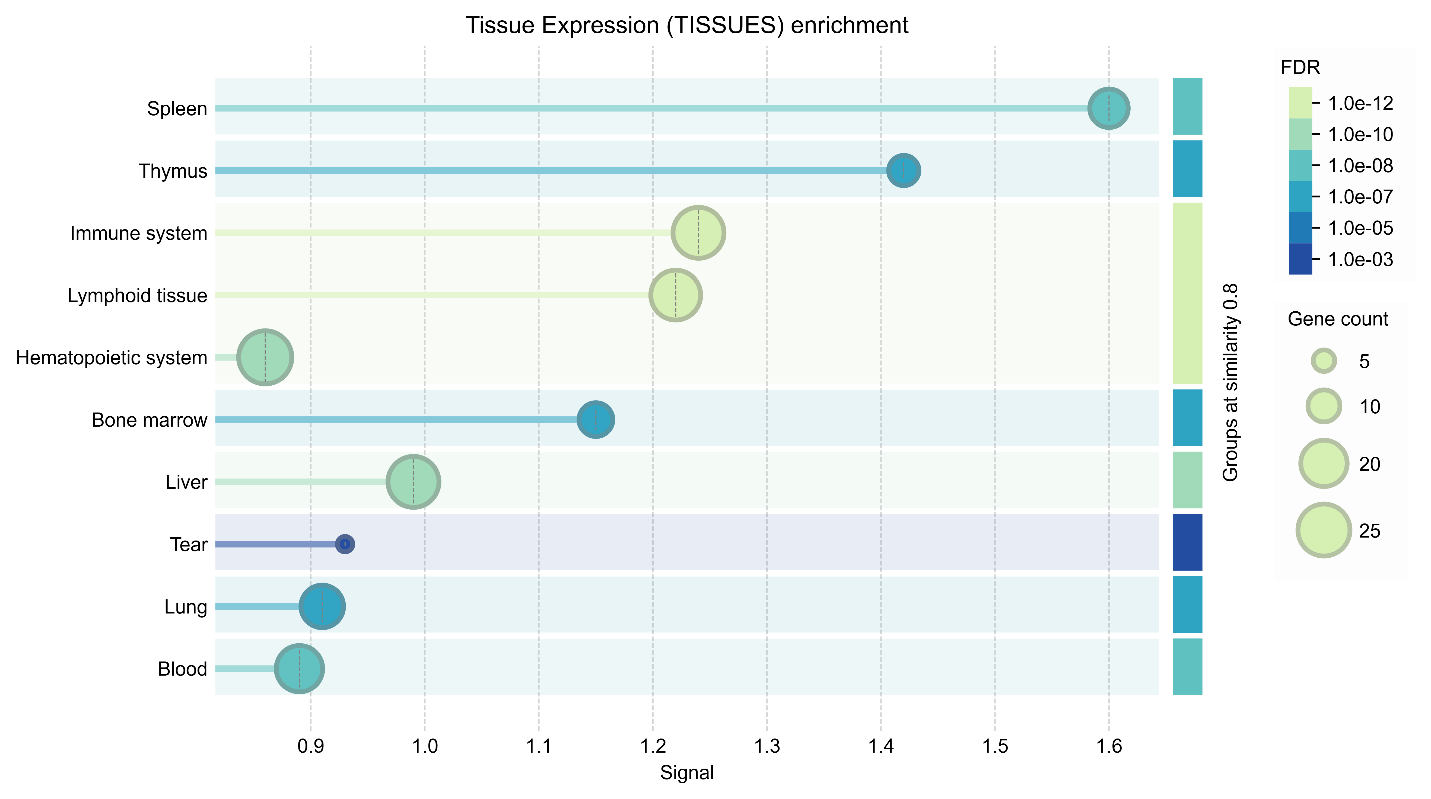 Tissue Expression (TISSUES) enrichment
Spleen
Thymus
Immune system
Lymphoid tissue
Hematopoietic system
Bone marrow
Liver
Tear
Lung
Blood
0.9 1.0 1.1 1.2 1.3 1.4 1.5 1.6
Signal
Groups at similarity 0.8
FDR
1.0e-12
1.0e-10
1.0e-08
1.0e-07
1.0e-05
1.0e-03
Gene count
5
10
20
25